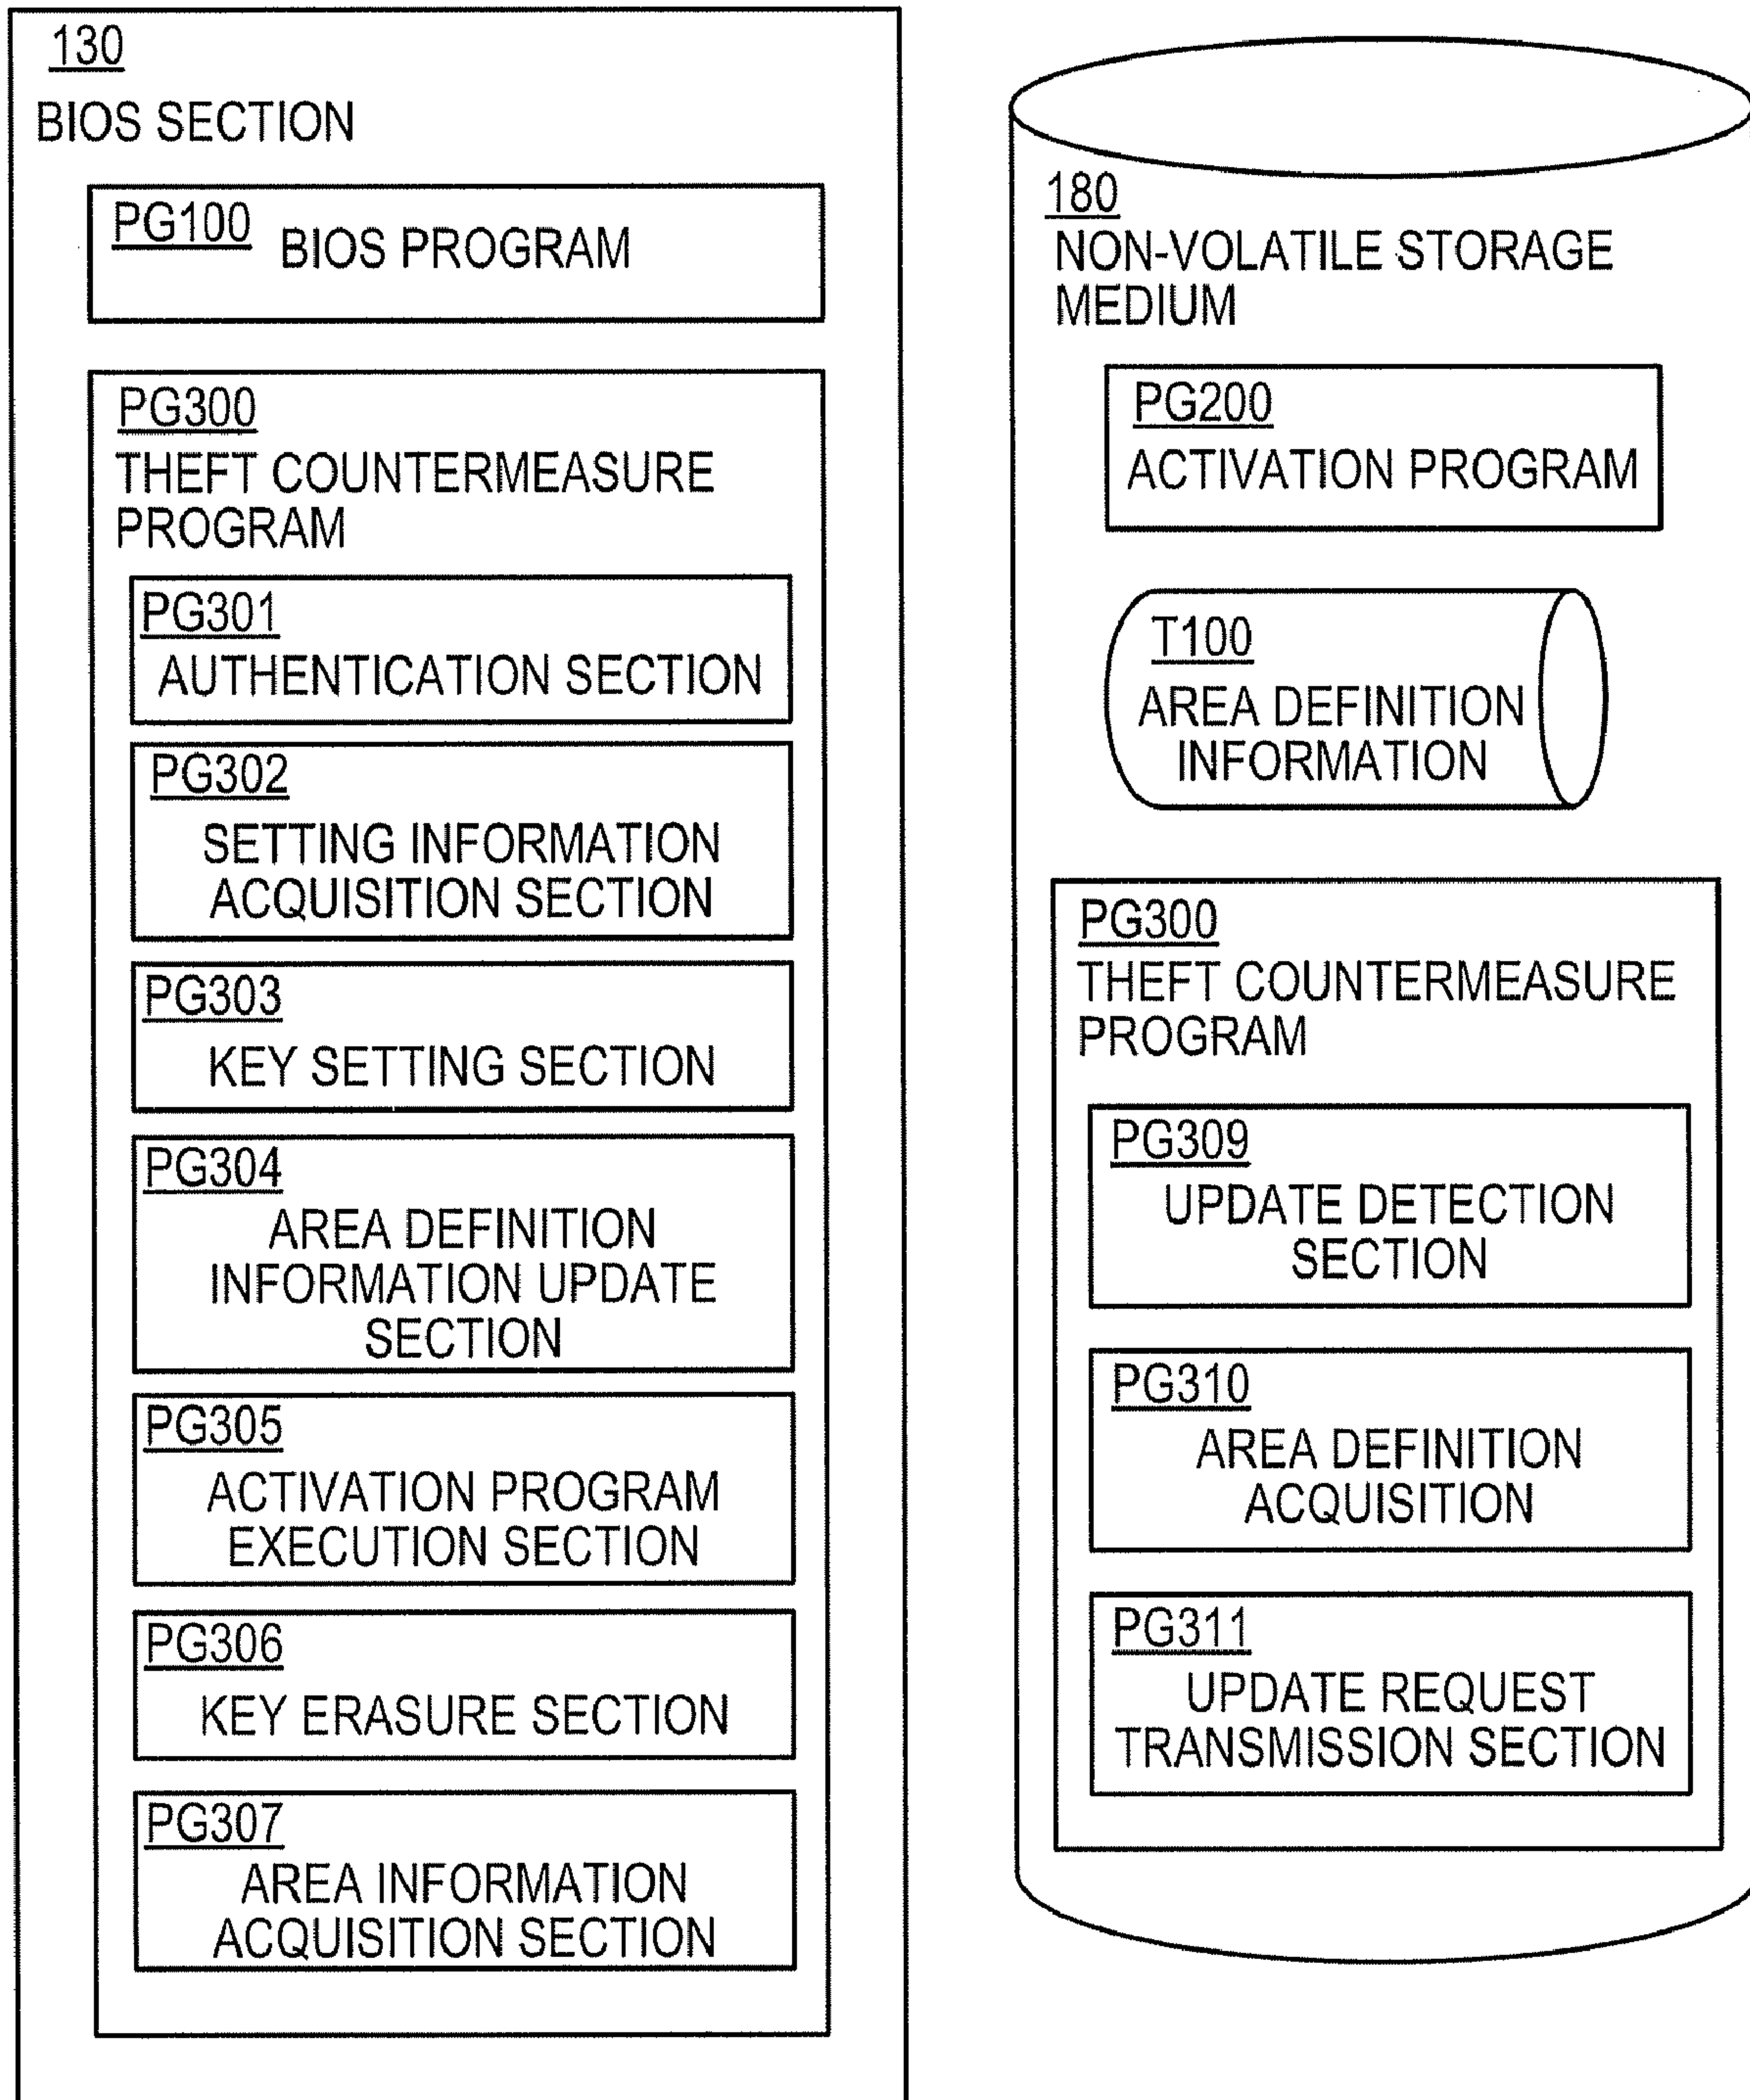 130
BIOS SECTION
PG100 BIOS PROGRAM
PG300
THEFT COUNTERMEASURE
PROGRAM
PG301
AUTHENTICATION SECTION
PG302
SETTING INFORMATION
ACQUISITION SECTION
PG303
KEY SETTING SECTION
PG304
AREA DEFINITION
INFORMATION UPDATE
SECTION
PG305
ACTIVATION PROGRAM
EXECUTION SECTION
PG306
KEY ERASURE SECTION
PG307
AREA INFORMATION
ACQUISITION SECTION
180
NON-VOLATILE STORAGE
MEDIUM
PG200
ACTIVATION PROGRAM
T100
AREA DEFINITION
INFORMATION
PG300
THEFT COUNTERMEASURE
PROGRAM
PG309
UPDATE DETECTION
SECTION
PG310
AREA DEFINITION
ACQUISITION
PG311
UPDATE REQUEST
TRANSMISSION SECTION